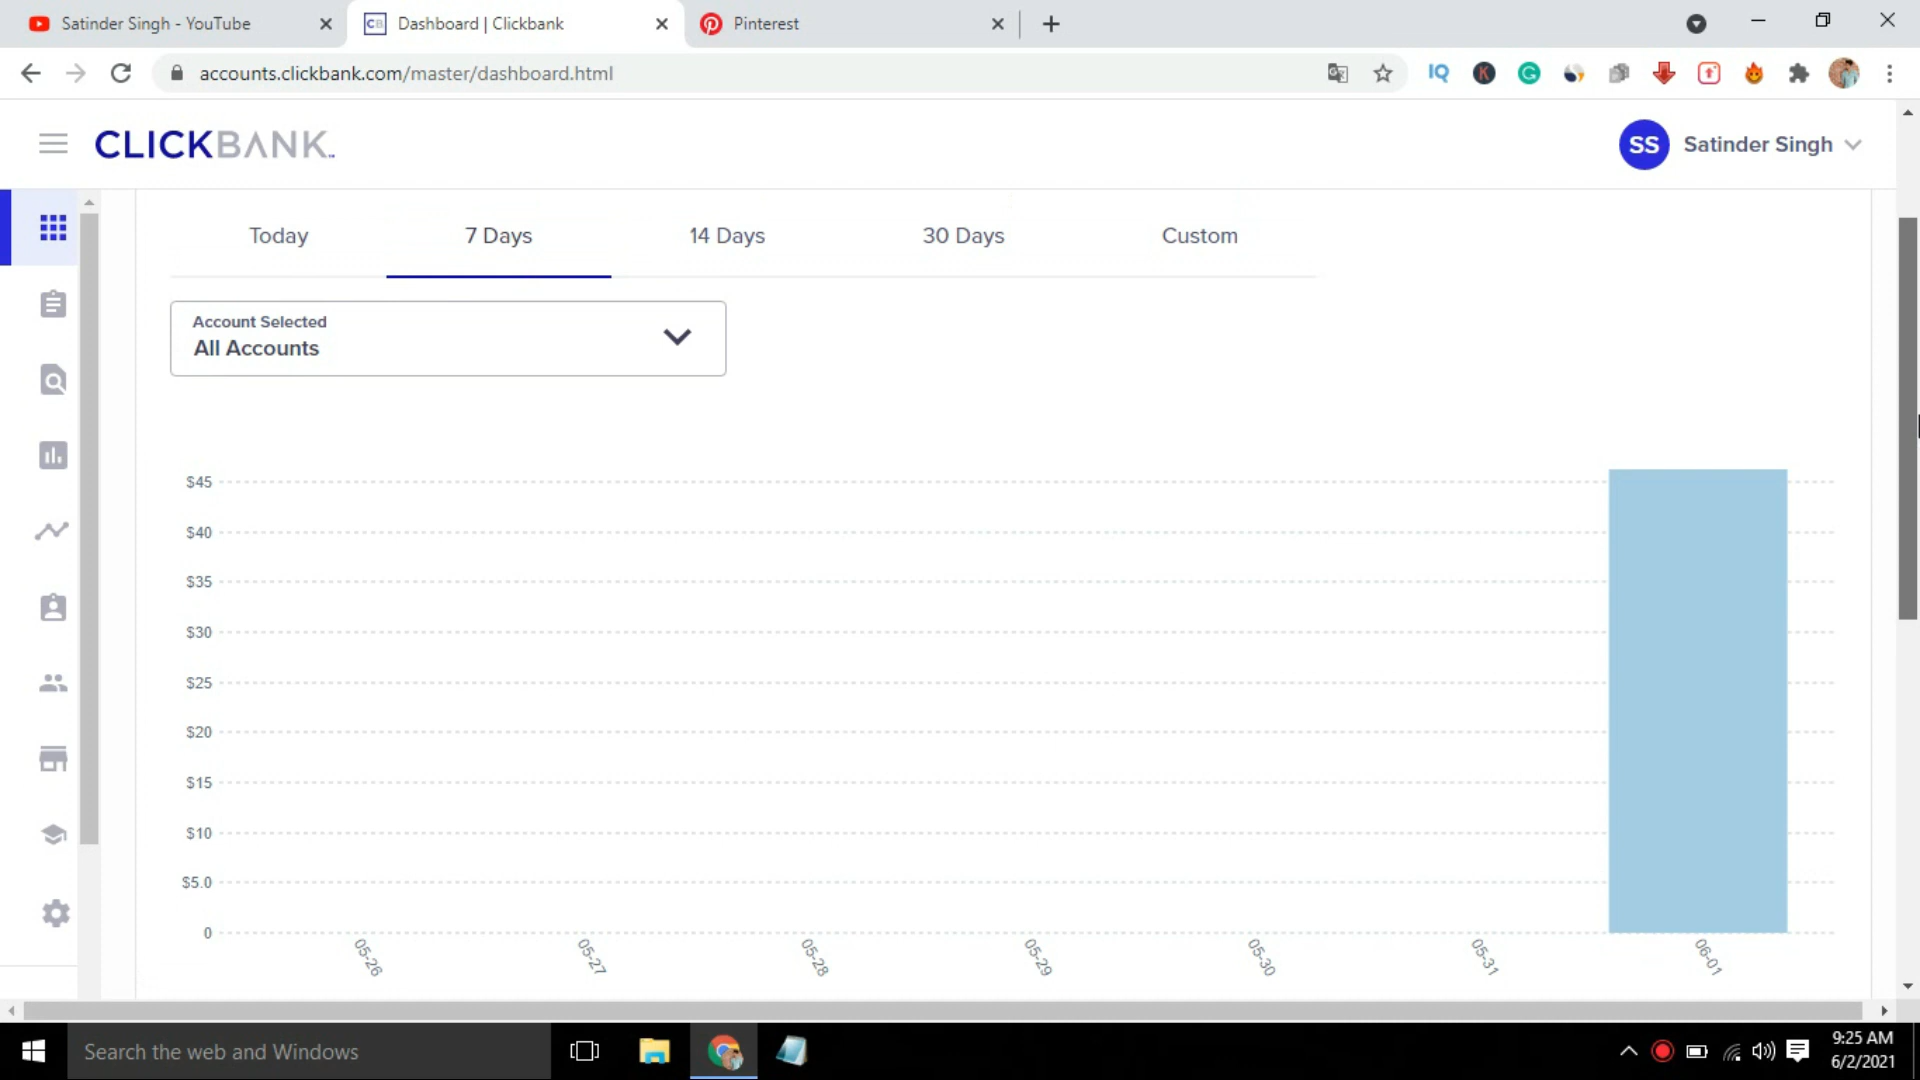 Satinder Singh - YouTube
CB
Dashboard | Clickbank
Pinterest
accounts.clickbank.com/master/dashboard.html
IQ
K
G
CLICKBANK
SS
Satinder Singh
Today
7 Days
14 Days
30 Days
Custom
Account Selected
All Accounts
$45
$40
$35
$30
$25
$20
$15
$10
$5.0
0
05-26
05-27
05-28
05-29
05-30
05-31
06-01
Search the web and Windows
9:25 AM
6/2/2021